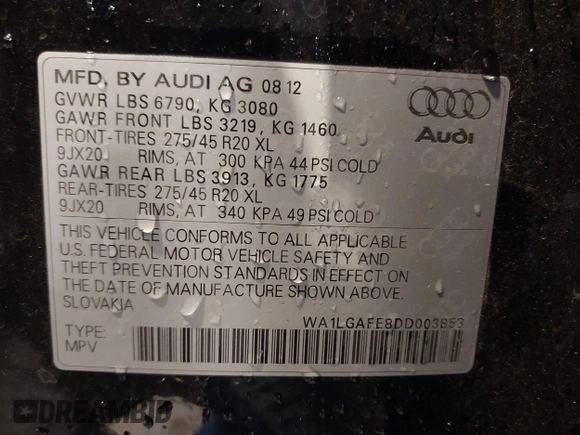 MFD. BY AUDI AG 08 12
GVWR LBS 6790, KG 3080
GAWR FRONT LBS 3219, KG 1460
FRONT-TIRES 275/45 R20 XL
9JX20 RIMS, AT 300 KPA 44 PSI COLD
GAWR REAR LBS 3913, KG 1775
REAR-TIRES 275/45 R20 XL
9JX20 RIMS, AT 340 KPA 49 PSI COLD
Audi
THIS VEHICLE CONFORMS TO ALL APPLICABLE
U.S. FEDERAL MOTOR VEHICLE SAFETY AND
THEFT PREVENTION STANDARDS IN EFFECT ON
THE DATE OF MANUFACTURE SHOWN ABOVE.
SLOVAKIA
WA1LGAFE8DD003853
TYPE:
MPV
DREAMBID